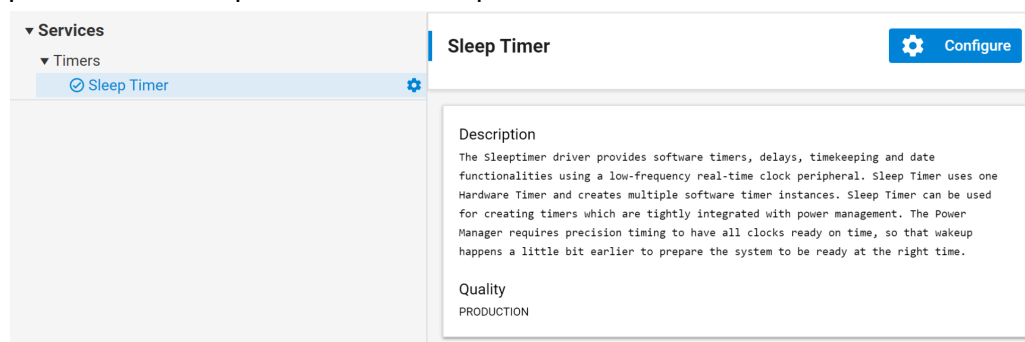 Services
Timers
Sleep Timer
Sleep Timer
Configure
Description
The Sleeptimer driver provides software timers, delays, timekeeping and date
functionalities using a low-frequency real-time clock peripheral. Sleep Timer uses one
Hardware Timer and creates multiple software timer instances. Sleep Timer can be used
for creating timers which are tightly integrated with power management. The Power
Manager requires precision timing to have all clocks ready on time, so that wakeup
happens a little bit earlier to prepare the system to be ready at the right time.
Quality
PRODUCTION